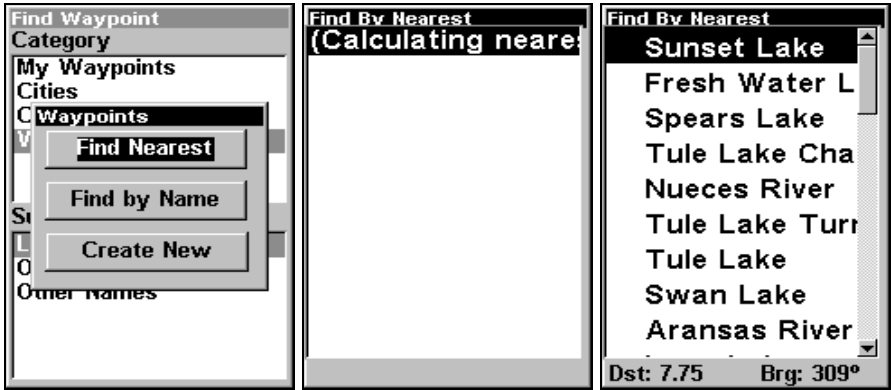 Find Waypoint
Category
My Waypoints
Cities
Waypoints
Find Nearest
Find by Name
Create New
Other Names
Find By Nearest
(Calculating neare
Find By Nearest
Sunset Lake
Fresh Water L
Spears Lake
Tule Lake Cha
Nueces River
Tule Lake Turr
Tule Lake
Swan Lake
Aransas River
Dst: 7.75 Brg: 309º